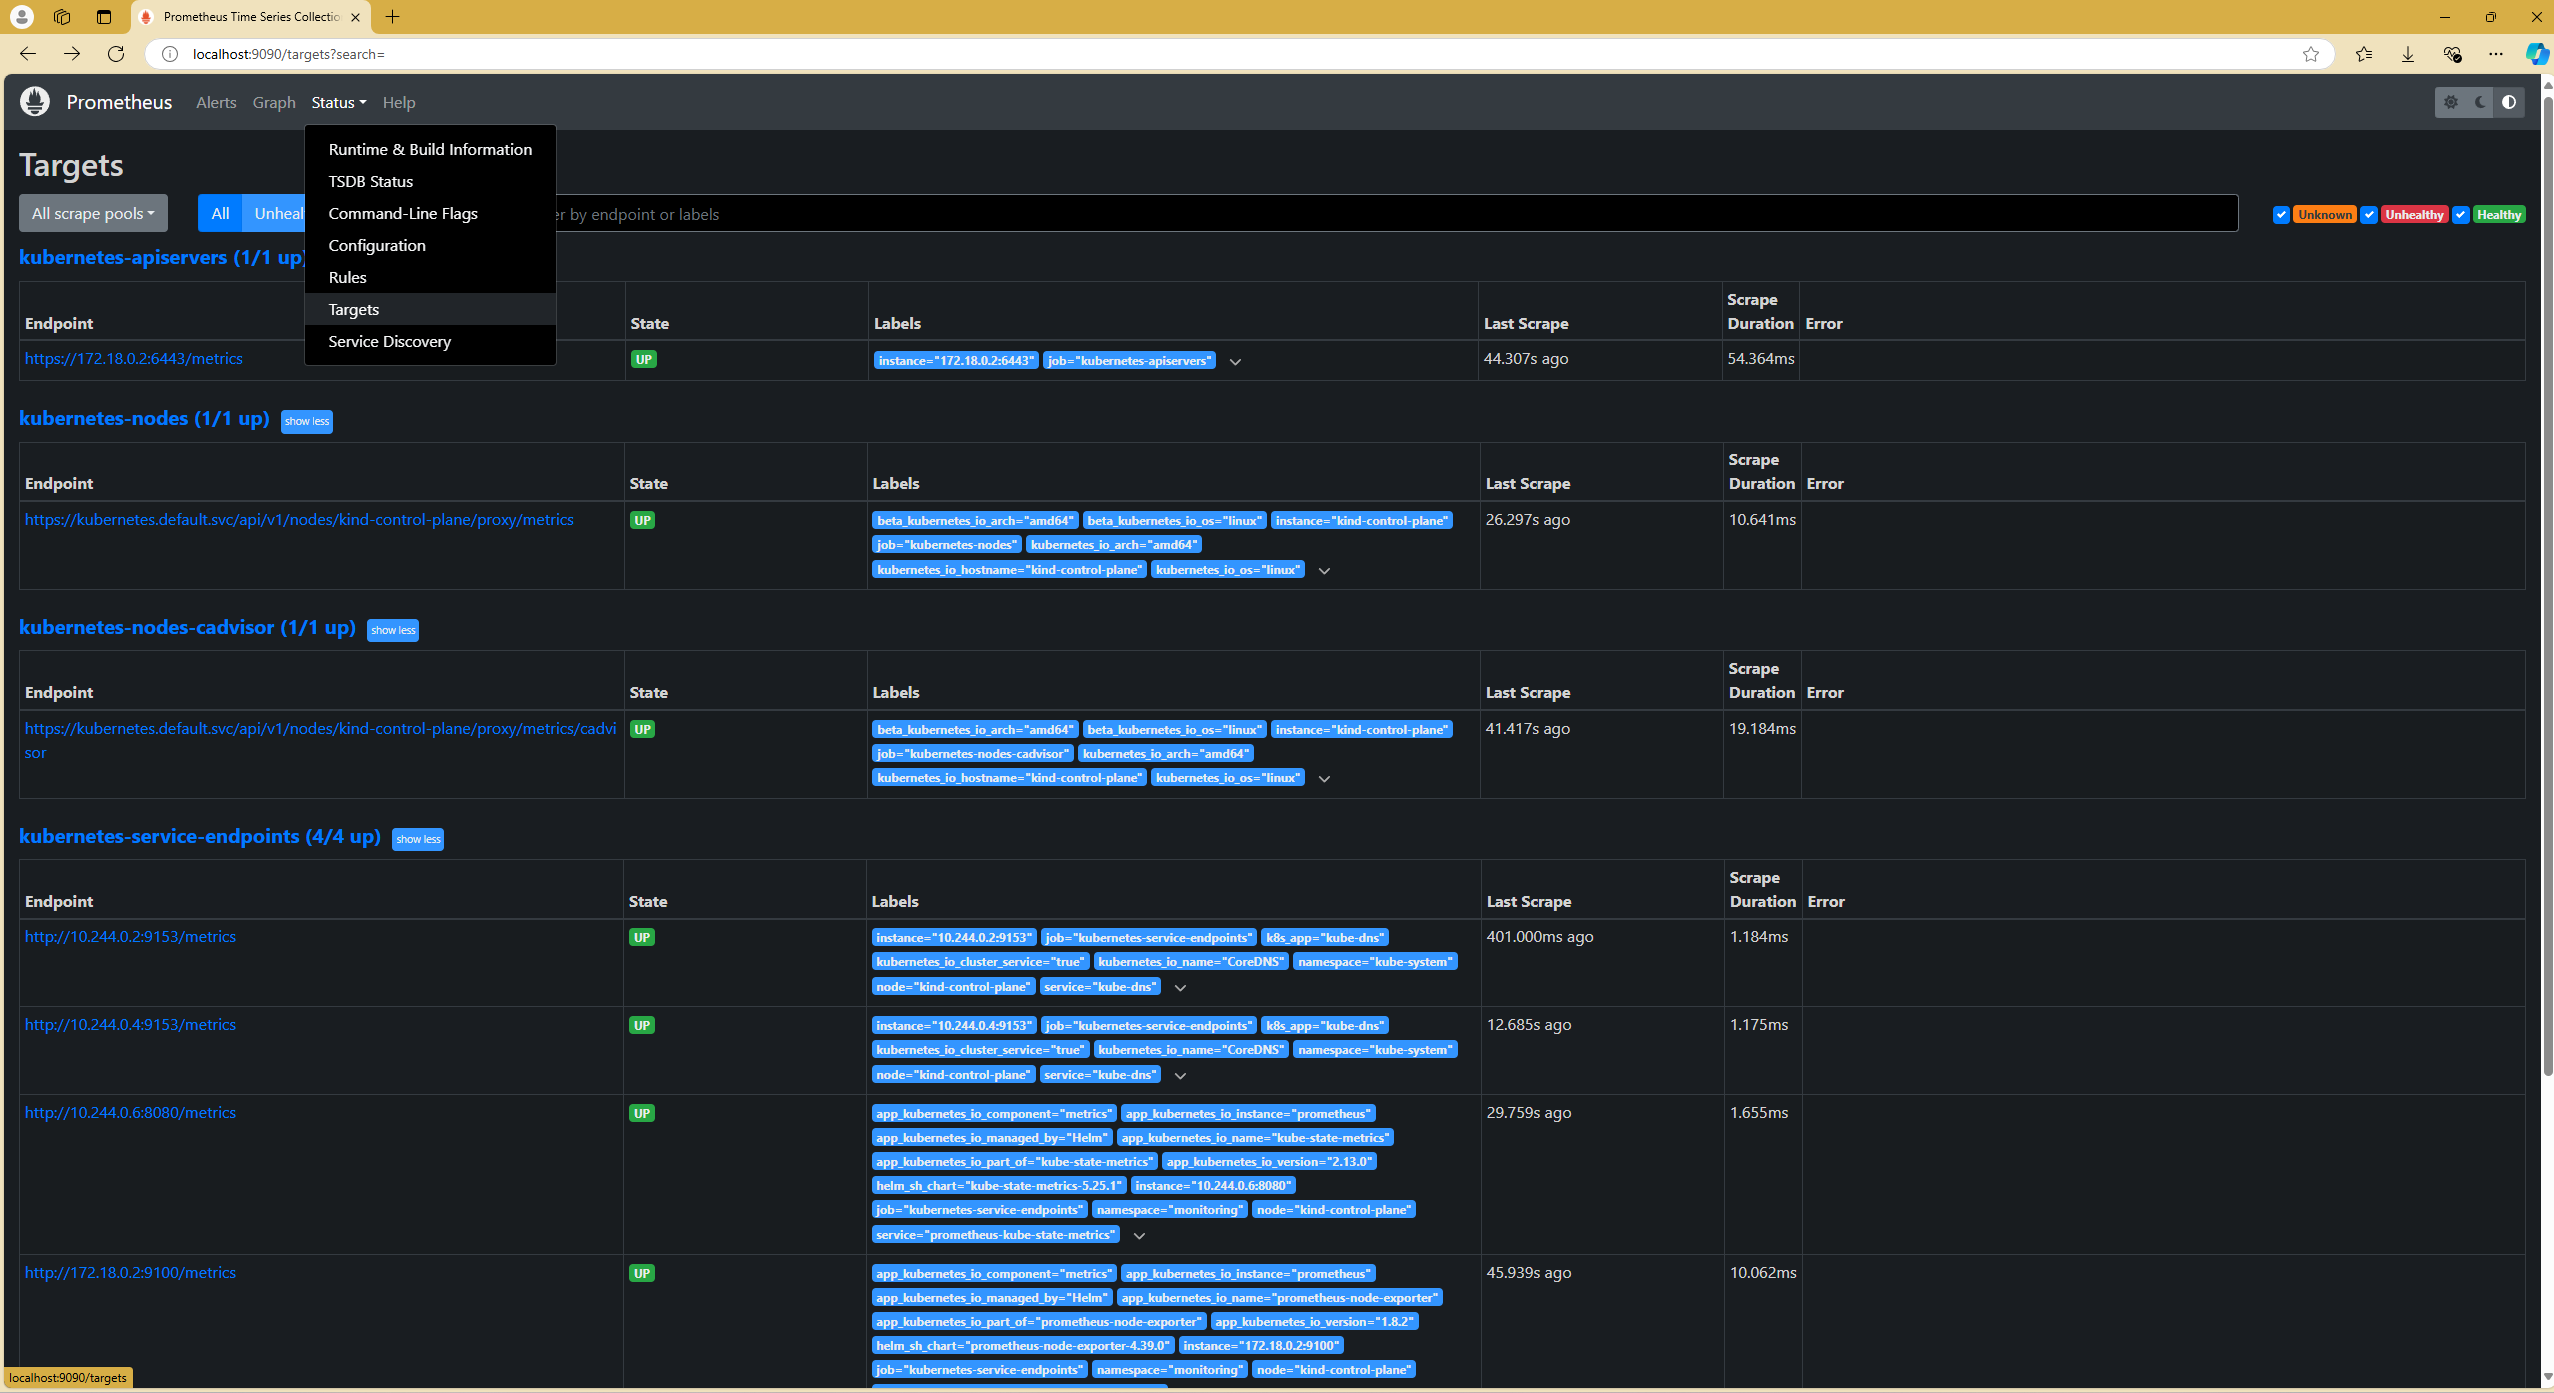 Prometheus Time Series Collectio
localhost:9090/targets?search=
Prometheus Alerts Graph Status Help
Runtime & Build Information
TSDB Status
Command-Line Flags
Configuration
Rules
Targets
Service Discovery
Targets
All scrape pools All Unheal er by endpoint or labels Unknown Unhealthy Healthy
kubernetes-apiservers (1/1 up)
Endpoint State Labels Last Scrape Scrape Duration Error
https://172.18.0.2:6443/metrics UP instance="172.18.0.2:6443" job="kubernetes-apiservers" 44.307s ago 54.364ms
kubernetes-nodes (1/1 up) show less
Endpoint State Labels Last Scrape Scrape Duration Error
https://kubernetes.default.svc/api/v1/nodes/kind-control-plane/proxy/metrics UP beta_kubernetes_io_arch="amd64" beta_kubernetes_io_os="linux" instance="kind-control-plane" 26.297s ago 10.641ms
job="kubernetes-nodes" kubernetes_io_arch="amd64"
kubernetes_io_hostname="kind-control-plane" kubernetes_io_os="linux"
kubernetes-nodes-cadvisor (1/1 up) show less
Endpoint State Labels Last Scrape Scrape Duration Error
https://kubernetes.default.svc/api/v1/nodes/kind-control-plane/proxy/metrics/cadvi UP beta_kubernetes_io_arch="amd64" beta_kubernetes_io_os="linux" instance="kind-control-plane" 41.417s ago 19.184ms
sor job="kubernetes-nodes-cadvisor" kubernetes_io_arch="amd64"
kubernetes_io_hostname="kind-control-plane" kubernetes_io_os="linux"
kubernetes-service-endpoints (4/4 up) show less
Endpoint State Labels Last Scrape Scrape Duration Error
http://10.244.0.2:9153/metrics UP instance="10.244.0.2:9153" job="kubernetes-service-endpoints" k8s_app="kube-dns" 401.000ms ago 1.184ms
kubernetes_io_cluster_service="true" kubernetes_io_name="CoreDNS" namespace="kube-system"
node="kind-control-plane" service="kube-dns"
http://10.244.0.4:9153/metrics UP instance="10.244.0.4:9153" job="kubernetes-service-endpoints" k8s_app="kube-dns" 12.685s ago 1.175ms
kubernetes_io_cluster_service="true" kubernetes_io_name="CoreDNS" namespace="kube-system"
node="kind-control-plane" service="kube-dns"
http://10.244.0.6:8080/metrics UP app_kubernetes_io_component="metrics" app_kubernetes_io_instance="prometheus" 29.759s ago 1.655ms
app_kubernetes_io_managed_by="Helm" app_kubernetes_io_name="kube-state-metrics"
app_kubernetes_io_part_of="kube-state-metrics" app_kubernetes_io_version="2.13.0"
helm_sh_chart="kube-state-metrics-5.25.1" instance="10.244.0.6:8080"
job="kubernetes-service-endpoints" namespace="monitoring" node="kind-control-plane"
service="prometheus-kube-state-metrics"
http://172.18.0.2:9100/metrics UP app_kubernetes_io_component="metrics" app_kubernetes_io_instance="prometheus" 45.939s ago 10.062ms
app_kubernetes_io_managed_by="Helm" app_kubernetes_io_name="prometheus-node-exporter"
app_kubernetes_io_part_of="prometheus-node-exporter" app_kubernetes_io_version="1.8.2"
helm_sh_chart="prometheus-node-exporter-4.39.0" instance="172.18.0.2:9100"
job="kubernetes-service-endpoints" namespace="monitoring" node="kind-control-plane"
localhost:9090/targets